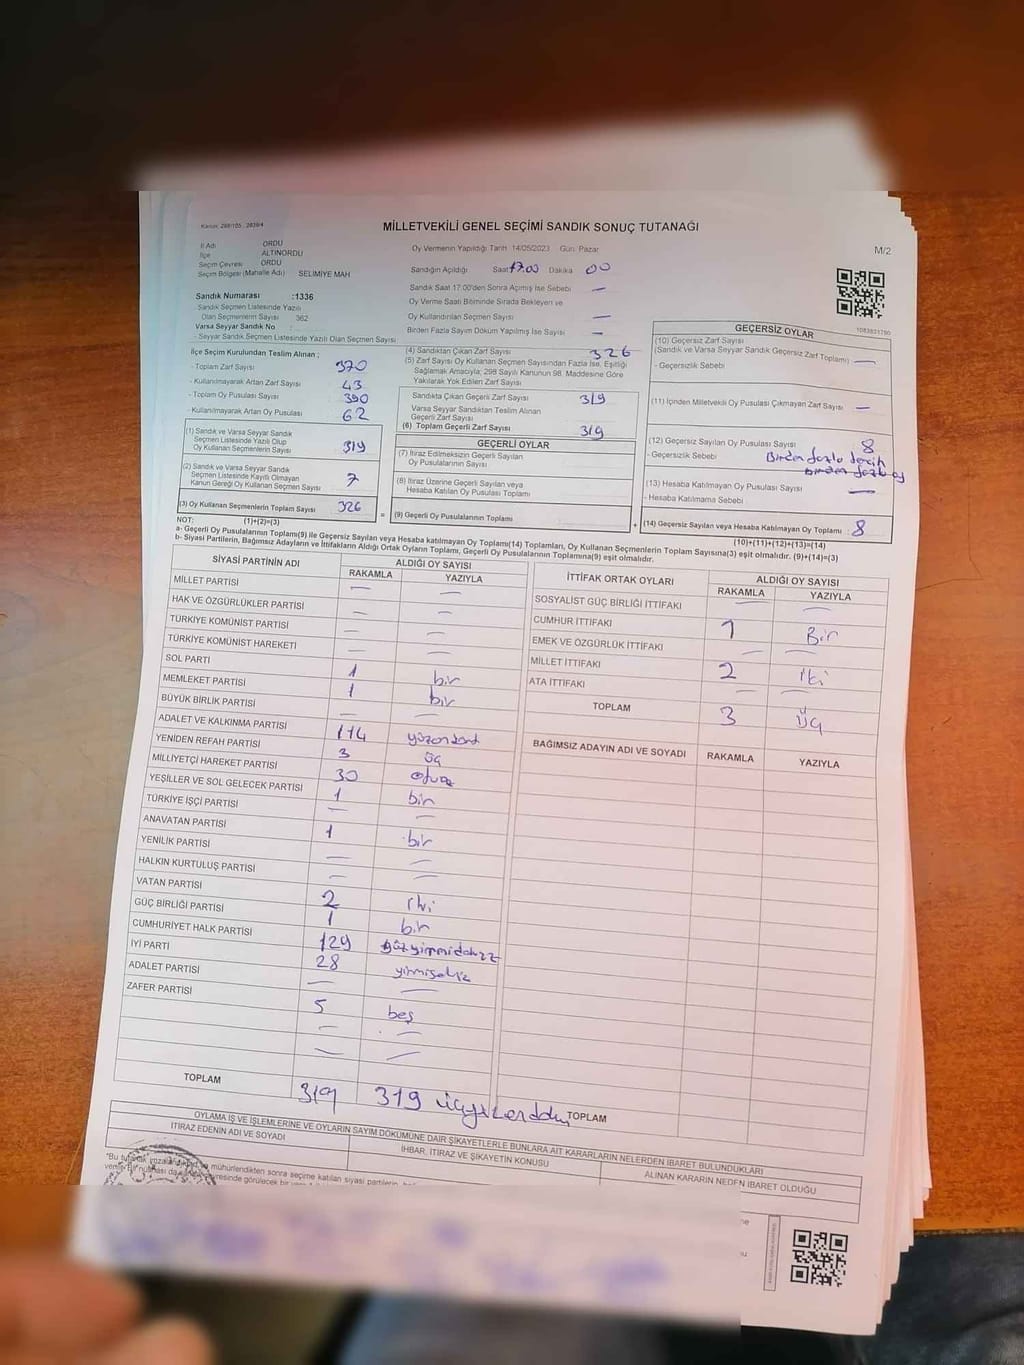 Kanun: 298/105 , 2839/4
MİLLETVEKİLİ GENEL SEÇİMİ SANDIK SONUÇ TUTANAĞI
M/2
İl Adı ORDU
İlçe ALTINORDU
Seçim Çevresi ORDU
Seçim Bölgesi (Mahalle Adı) SELİMİYE MAH
Sandık Numarası :1336
Sandık Seçmen Listesinde Yazılı
Olan Seçmenlerin Sayısı 362
Varsa Seyyar Sandık No :
- Seyyar Sandık Seçmen Listesinde Yazılı Olan Seçmen Sayısı
Oy Vermenin Yapıldığı Tarih 14/05/2023 Gün: Pazar
Sandığın Açıldığı Saat 17.00 Dakika 00
Sandık Saat 17:00'den Sonra Açılmış İse Sebebi —
Oy Verme Saati Bitiminde Sırada Bekleyen ve
Oy Kullandırılan Seçmen Sayısı —
Birden Fazla Sayım Döküm Yapılmış İse Sayısı —
1083831790
İlçe Seçim Kurulundan Teslim Alınan ;
- Toplam Zarf Sayısı 370
- Kullanılmayarak Artan Zarf Sayısı 43
- Toplam Oy Pusulası Sayısı 390
- Kullanılmayarak Artan Oy Pusulası 62
(1) Sandık ve Varsa Seyyar Sandık
Seçmen Listesinde Yazılı Olup
Oy Kullanan Seçmenlerin Sayısı 319
(2) Sandık ve Varsa Seyyar Sandık
Seçmen Listesinde Kayıtlı Olmayan
Kanun Gereği Oy Kullanan Seçmen Sayısı 7
(3) Oy Kullanan Seçmenlerin Toplam Sayısı 326
(4) Sandıktan Çıkan Zarf Sayısı 326
(5) Zarf Sayısı Oy Kullanan Seçmen Sayısından Fazla İse, Eşitliği
Sağlamak Amacıyla; 298 Sayılı Kanunun 98. Maddesine Göre
Yakılarak Yok Edilen Zarf Sayısı
Sandıkta Çıkan Geçerli Zarf Sayısı 319
Varsa Seyyar Sandıktan Teslim Alınan
Geçerli Zarf Sayısı
(6) Toplam Geçerli Zarf Sayısı 319
GEÇERLİ OYLAR
(7) İtiraz Edilmeksizin Geçerli Sayılan
Oy Pusulalarının Sayısı
(8) İtiraz Üzerine Geçerli Sayılan veya
Hesaba Katılan Oy Pusulası Toplamı
= (9) Geçerli Oy Pusulalarının Toplamı +
GEÇERSİZ OYLAR
(10) Geçersiz Zarf Sayısı
(Sandık ve Varsa Seyyar Sandık Geçersiz Zarf Toplamı) —
- Geçersizlik Sebebi
(11) İçinden Milletvekili Oy Pusulası Çıkmayan Zarf Sayısı —
(12) Geçersiz Sayılan Oy Pusulası Sayısı 8
- Geçersizlik Sebebi Birden fazla tercih
Birden fazla oy
(13) Hesaba Katılmayan Oy Pusulası Sayısı —
- Hesaba Katılmama Sebebi
(14) Geçersiz Sayılan veya Hesaba Katılmayan Oy Toplamı : 8
NOT: (1)+(2)=(3)
(10)+(11)+(12)+(13)=(14)
a- Geçerli Oy Pusulalarının Toplamı(9) ile Geçersiz Sayılan veya Hesaba katılmayan Oy Toplamı(14) Toplamları, Oy Kullanan Seçmenlerin Toplam Sayısına(3) eşit olmalıdır. (9)+(14)=(3)
b- Siyasi Partilerin, Bağımsız Adayların ve İttifakların Aldığı Ortak Oyların Toplamı, Geçerli Oy Pusulalarının Toplamına(9) eşit olmalıdır.
SİYASİ PARTİNİN ADI ALDIĞI OY SAYISI
RAKAMLA YAZIYLA
MİLLET PARTİSİ — —
HAK VE ÖZGÜRLÜKLER PARTİSİ — —
TÜRKİYE KOMÜNİST PARTİSİ — —
TÜRKİYE KOMÜNİST HAREKETİ — —
SOL PARTİ 1 bir
MEMLEKET PARTİSİ 1 bir
BÜYÜK BİRLİK PARTİSİ — —
ADALET VE KALKINMA PARTİSİ 114 yüzondört
YENİDEN REFAH PARTİSİ 3 üç
MİLLİYETÇİ HAREKET PARTİSİ 30 otuz
YEŞİLLER VE SOL GELECEK PARTİSİ 1 bir
TÜRKİYE İŞÇİ PARTİSİ — —
ANAVATAN PARTİSİ 1 bir
YENİLİK PARTİSİ — —
HALKIN KURTULUŞ PARTİSİ — —
VATAN PARTİSİ 2 iki
GÜÇ BİRLİĞİ PARTİSİ 1 bir
CUMHURİYET HALK PARTİSİ 129 yüzyirmidokuz
İYİ PARTİ 28 yirmisekiz
ADALET PARTİSİ — —
ZAFER PARTİSİ 5 beş
— —
— —
TOPLAM 319 319 üçyüzondokuz
İTTİFAK ORTAK OYLARI ALDIĞI OY SAYISI
RAKAMLA YAZIYLA
SOSYALİST GÜÇ BİRLİĞİ İTTİFAKI — —
CUMHUR İTTİFAKI 1 Bir
EMEK VE ÖZGÜRLÜK İTTİFAKI — —
MİLLET İTTİFAKI 2 İki
ATA İTTİFAKI — —
TOPLAM 3 Üç
BAĞIMSIZ ADAYIN ADI VE SOYADI RAKAMLA YAZIYLA
TOPLAM
OYLAMA İŞ VE İŞLEMLERİNE VE OYLARIN SAYIM DÖKÜMÜNE DAİR ŞİKAYETLERLE BUNLARA AİT KARARLARIN NELERDEN İBARET BULUNDUKLARI
İTİRAZ EDENİN ADI VE SOYADI İHBAR, İTİRAZ VE ŞİKAYETİN KONUSU ALINAN KARARIN NEDEN İBARET OLDUĞU